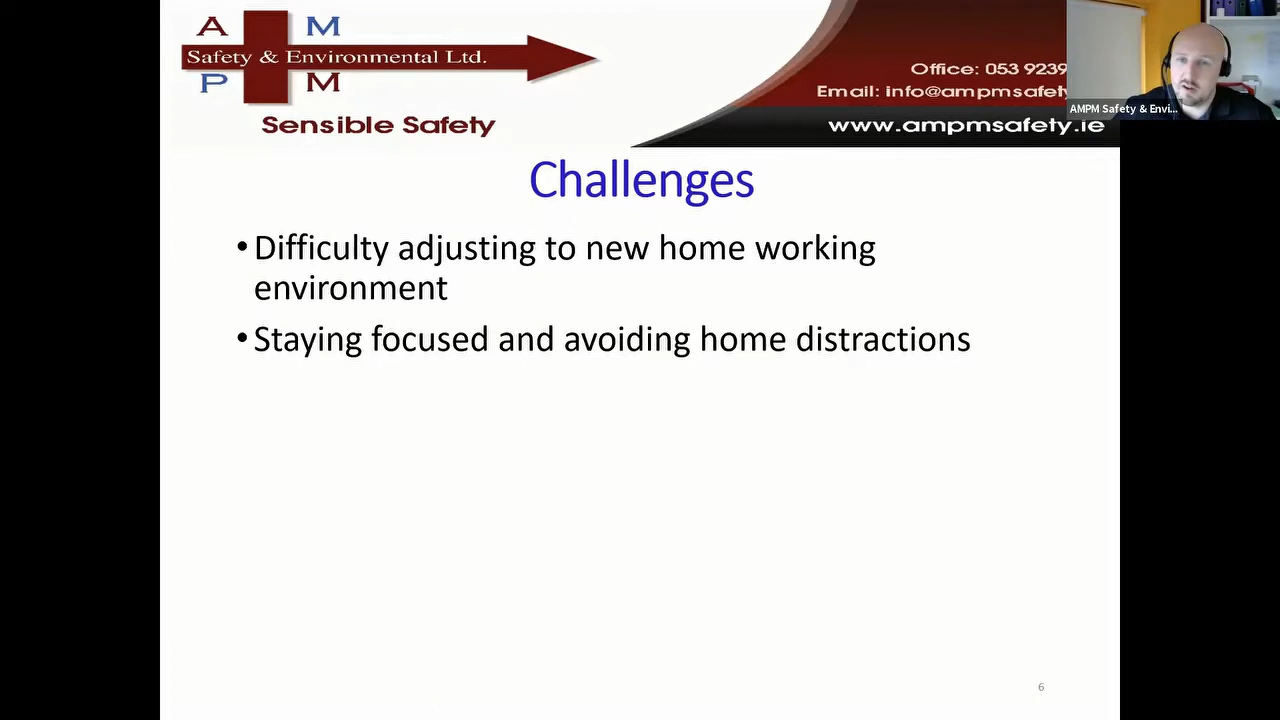 A M
Safety & Environmental Ltd.
P M
Sensible Safety
Office: 053 9239
Email: info@ampmsafety
www.ampmsafety.ie
AMPM Safety & Envi...
Challenges
• Difficulty adjusting to new home working
environment
• Staying focused and avoiding home distractions
6